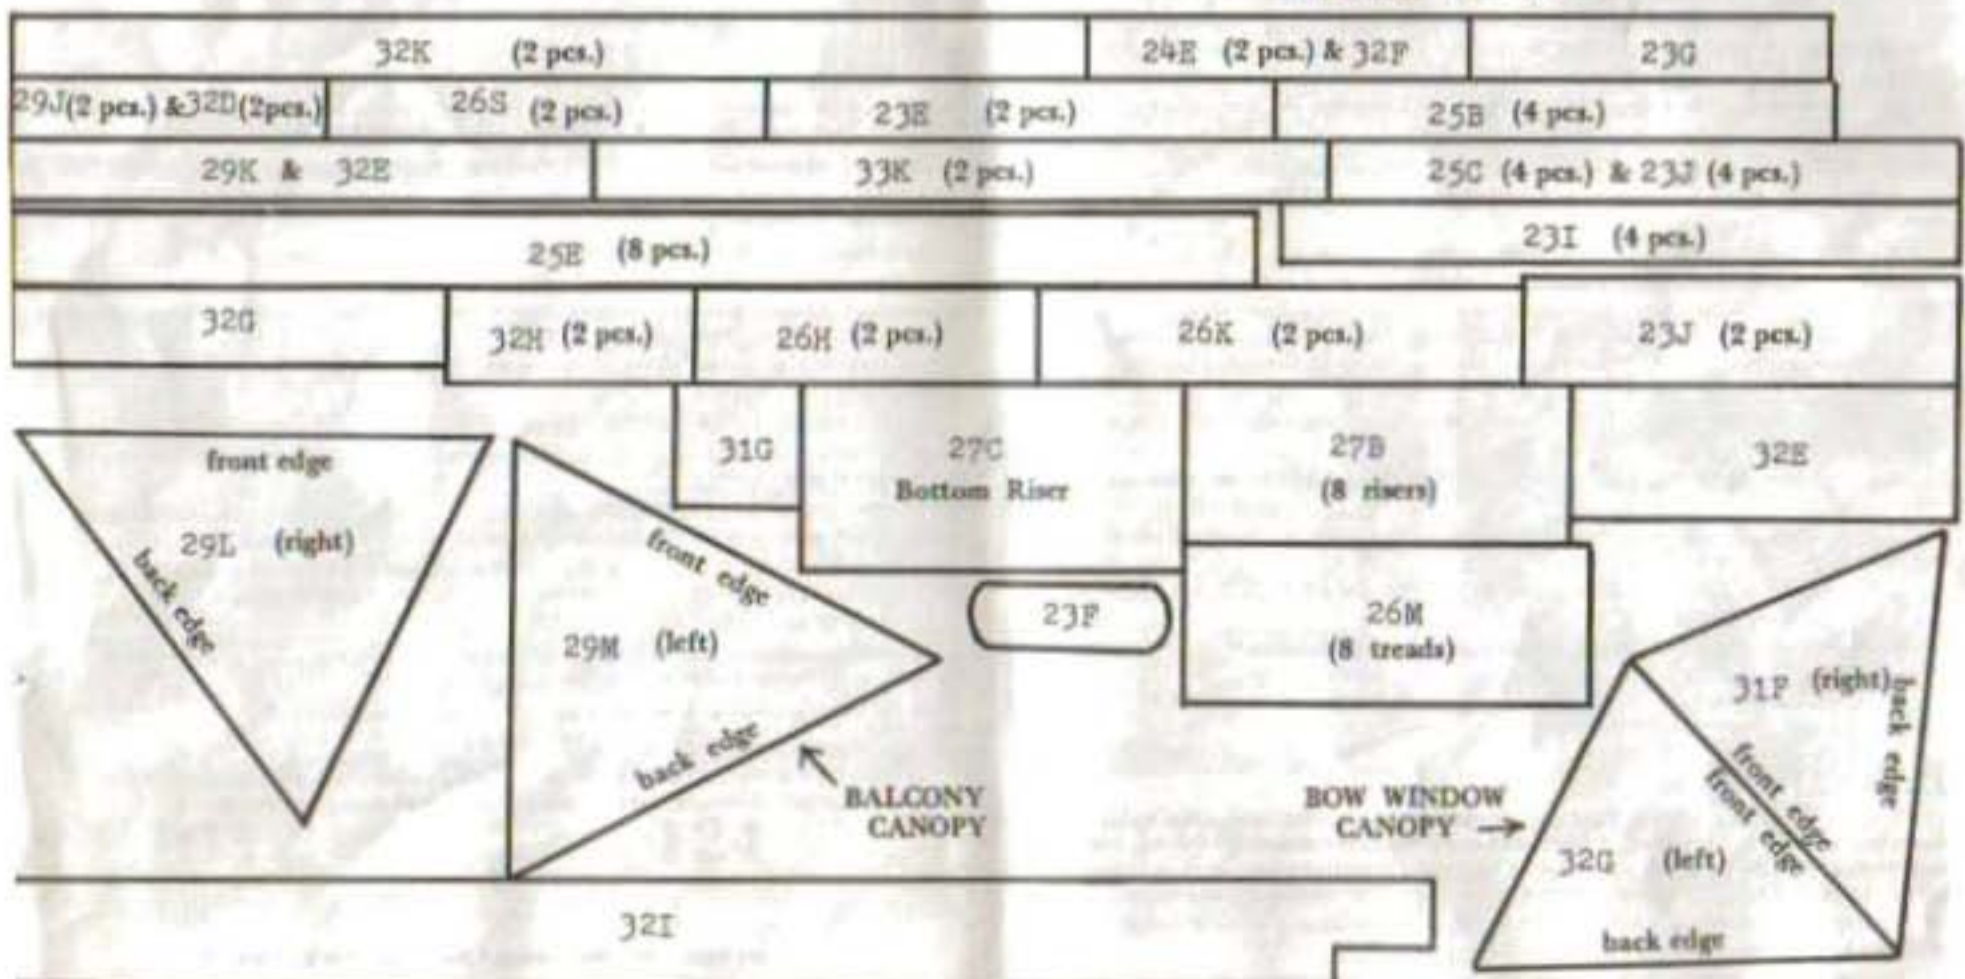 32K (2 pcs.)
24E (2 pcs.) & 32F
23G
29J(2 pcs.) &32D(2pcs.)
26S (2 pcs.)
23E (2 pcs.)
25B (4 pcs.)
29K & 32E
33K (2 pcs.)
25C (4 pcs.) & 23J (4 pcs.)
25E (8 pcs.)
23I (4 pcs.)
32G
32H (2 pcs.)
26H (2 pcs.)
26K (2 pcs.)
23J (2 pcs.)
front edge
29L (right)
back edge
31G
27C
Bottom Riser
27B
(8 risers)
32E
front edge
29M (left)
back edge
23F
26M
(8 treads)
31F (right)
back edge
front edge
front edge
BALCONY
CANOPY
BOW WINDOW
CANOPY
32G (left)
back edge
32I